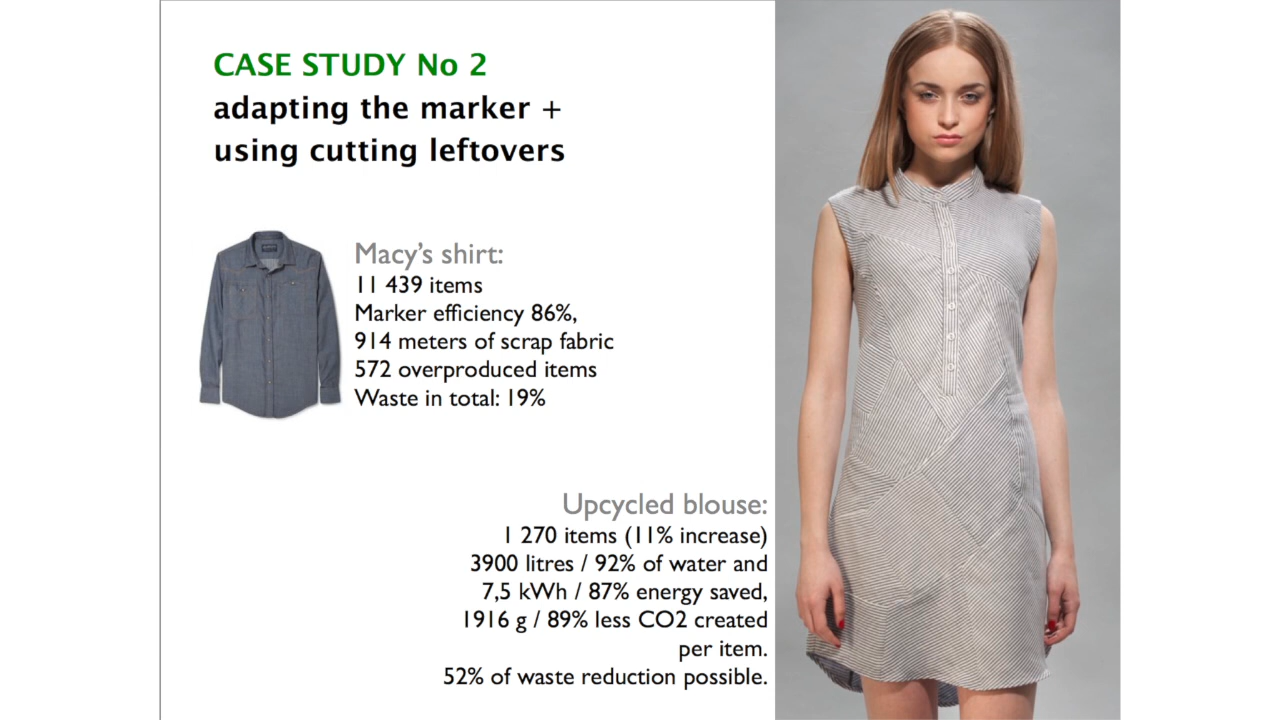 CASE STUDY No 2
adapting the marker +
using cutting leftovers
Macy's shirt:
11 439 items
Marker efficiency 86%,
914 meters of scrap fabric
572 overproduced items
Waste in total: 19%
Upcycled blouse:
1 270 items (11% increase)
3900 litres / 92% of water and
7,5 kWh / 87% energy saved,
1916 g / 89% less CO2 created
per item.
52% of waste reduction possible.